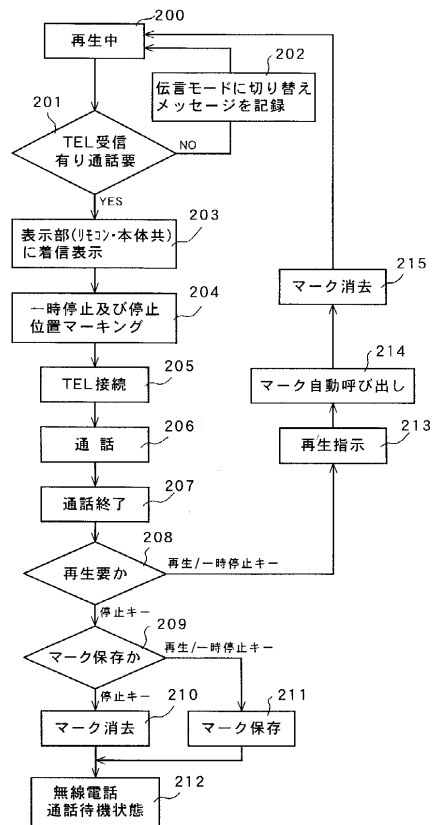 200
再生中
202
伝言モードに切り替え
メッセージを記録
201
TEL受信
有り通話要
NO
YES
203
表示部(リモコン・本体共)
に着信表示
204
一時停止及び停止
位置マーキング
205
TEL接続
206
通 話
207
通話終了
208
再生要か
再生/一時停止キー
停止キー
209
マーク保存か
再生/一時停止キー
停止キー
210
マーク消去
211
マーク保存
212
無線電話
通話待機状態
213
再生指示
214
マーク自動呼び出し
215
マーク消去